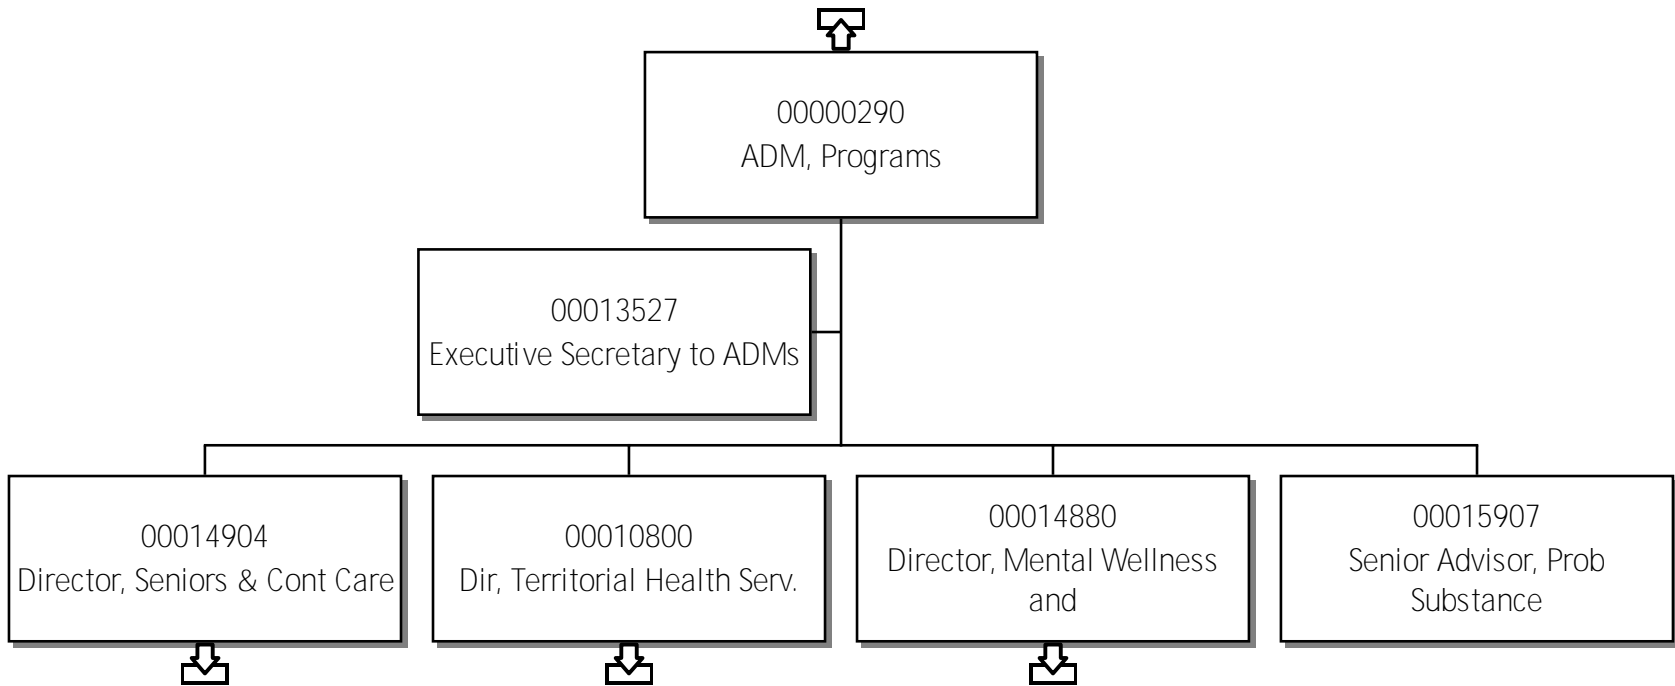 00000290
ADM, Programs
00013527
Executive Secretary to ADMs
00014904
Director, Seniors & Cont Care
00010800
Dir, Territorial Health Serv.
00014880
Director, Mental Wellness
and
00015907
Senior Advisor, Prob
Substance